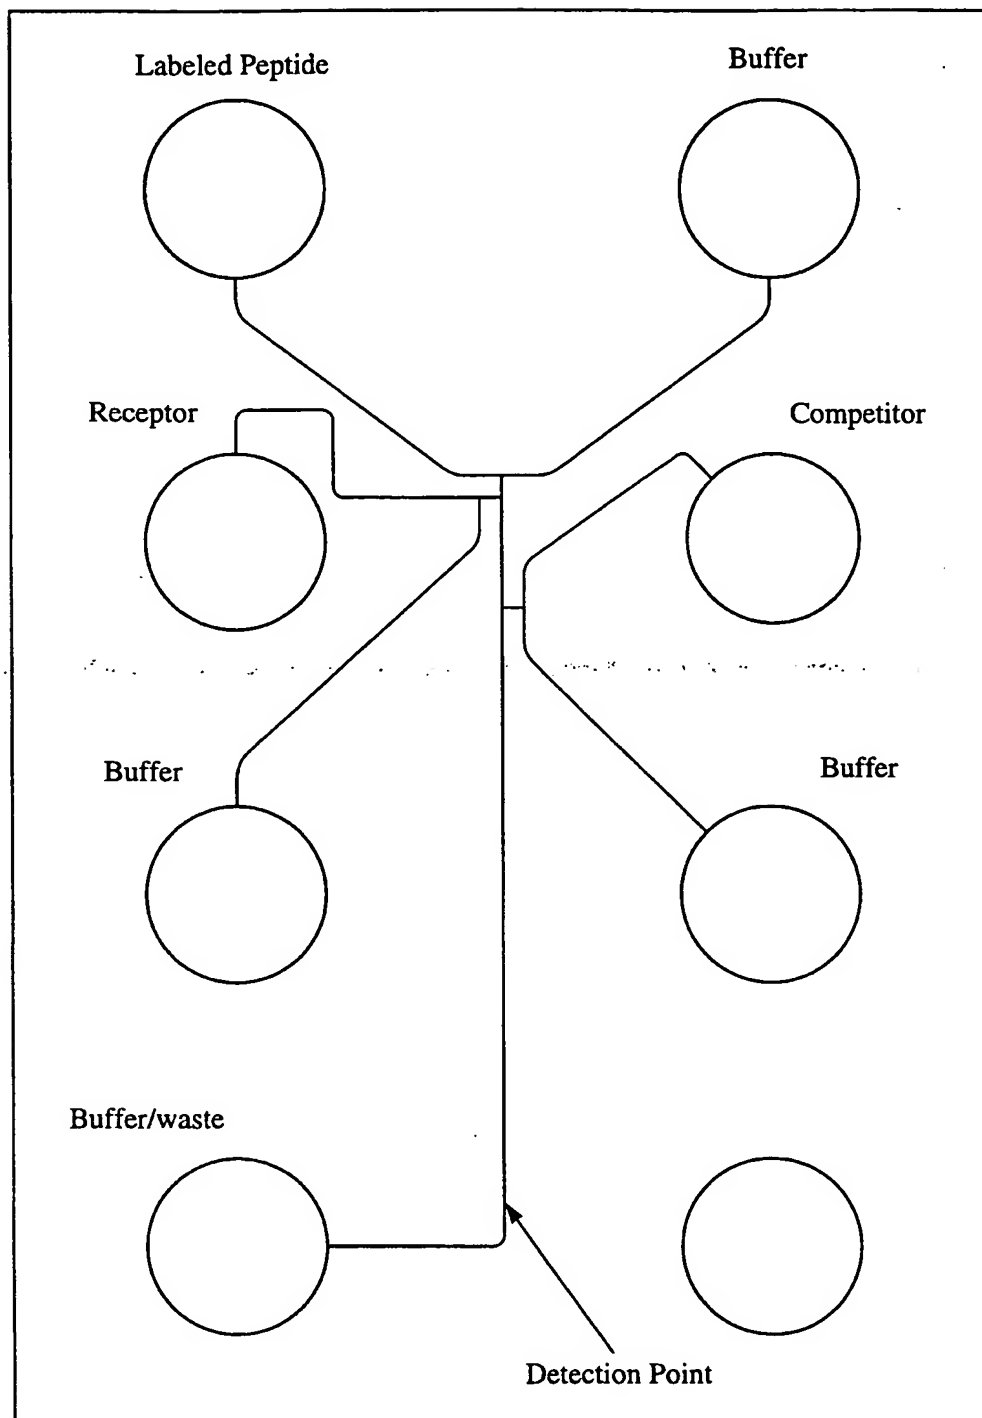 Labeled Peptide
Buffer
Receptor
Competitor
Buffer
Buffer
Buffer/waste
Detection Point